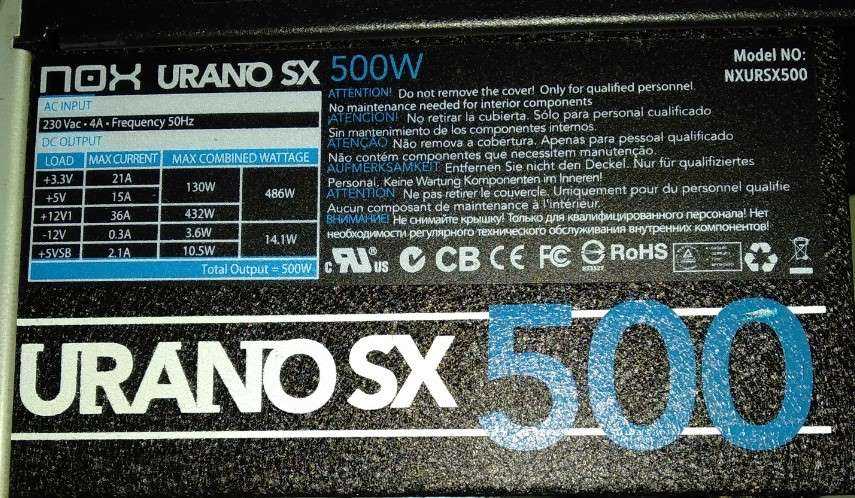 nox URANO SX 500W
Model NO:
NXURSX500
AC INPUT
230 Vac • 4A • Frequency 50Hz
DC OUTPUT
LOAD MAX CURRENT MAX COMBINED WATTAGE
+3.3V 21A 130W 486W
+5V 15A
+12V1 36A 432W
-12V 0.3A 3.6W 14.1W
+5VSB 2.1A 10.5W
Total Output = 500W
ATTENTION! Do not remove the cover! Only for qualified personnel.
No maintenance needed for interior components
¡ATENCION! No retirar la cubierta. Sólo para personal cualificado
Sin mantenimiento de los componentes internos.
ATENÇÃO Não remova a cobertura. Apenas para pessoal qualificado
Não contém componentes que necessitem manutenção.
AUFMERKSAMKEIT Entfernen Sie nicht den Deckel. Nur für qualifiziertes
Personal. Keine Wartung Komponenten im Inneren!
ATTENTION Ne pas retirer le couvercle. Uniquement pour du personnel qualifie
Aucun composant de maintenance à l'intérieur.
ВНИМАНИЕ! Не снимайте крышку! Только для квалифицированного персонала! Нет
необходимости регулярного технического обслуживания внутренних компонентов!
c UL us CB CE FC RoHS
URANO SX 500